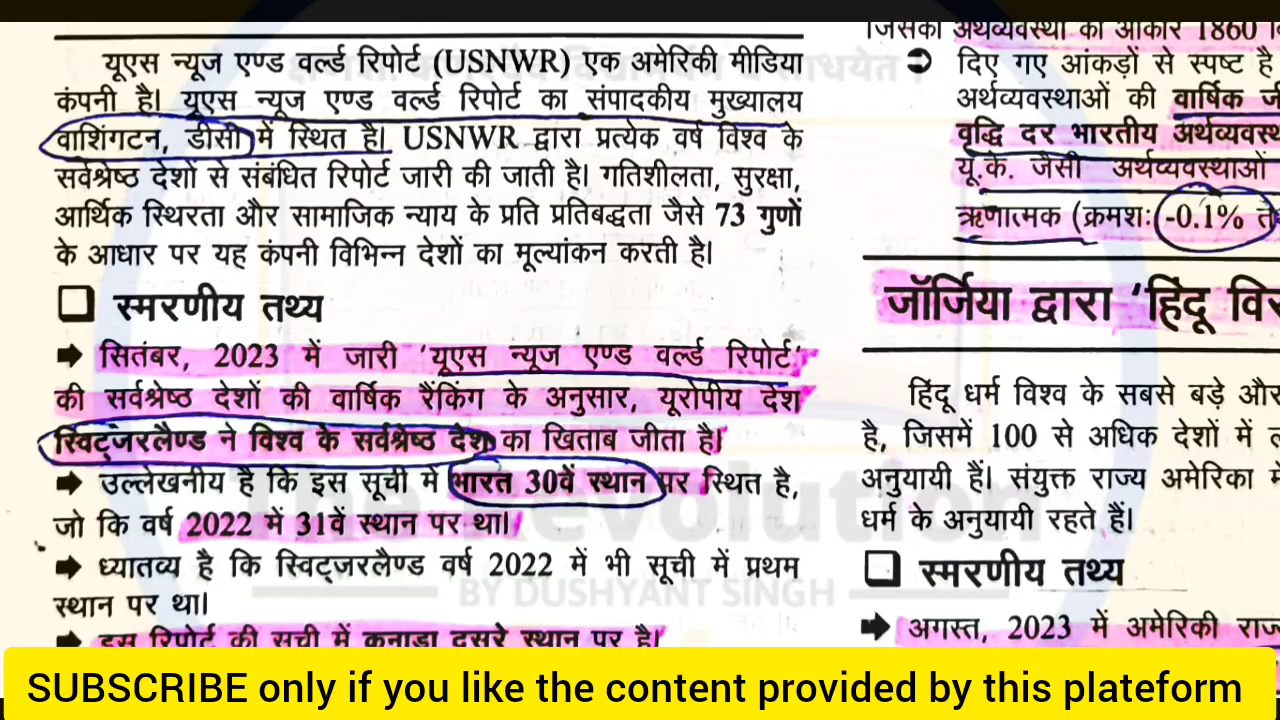 यूएस न्यूज एण्ड वर्ल्ड रिपोर्ट (USNWR) एक अमेरिकी मीडिया
कंपनी है। यूएस न्यूज एण्ड वर्ल्ड रिपोर्ट का संपादकीय मुख्यालय
वाशिंगटन, डीसी में स्थित है। USNWR द्वारा प्रत्येक वर्ष विश्व के
सर्वश्रेष्ठ देशों से संबंधित रिपोर्ट जारी की जाती है। गतिशीलता, सुरक्षा,
आर्थिक स्थिरता और सामाजिक न्याय के प्रति प्रतिबद्धता जैसे 73 गुणों
के आधार पर यह कंपनी विभिन्न देशों का मूल्यांकन करती है।
स्मरणीय तथ्य
सितंबर, 2023 में जारी 'यूएस न्यूज एण्ड वर्ल्ड रिपोर्ट'
की सर्वश्रेष्ठ देशों की वार्षिक रैंकिंग के अनुसार, यूरोपीय देश
स्विट्जरलैण्ड ने विश्व के सर्वश्रेष्ठ देश का खिताब जीता है।
उल्लेखनीय है कि इस सूची में भारत 30वें स्थान पर स्थित है,
जो कि वर्ष 2022 में 31वें स्थान पर था।
ध्यातव्य है कि स्विट्जरलैण्ड वर्ष 2022 में भी सूची में प्रथम
स्थान पर था।
इस रिपोर्ट की सूची में कनाडा दूसरे स्थान पर है।
जिसकी अर्थव्यवस्था का आकार 1860
दिए गए आंकड़ों से स्पष्ट है
अर्थव्यवस्थाओं की वार्षिक
वृद्धि दर भारतीय
यू.के. जैसी अर्थव्यवस्थाओं
ऋणात्मक (क्रमश: -0.1%
जॉर्जिया द्वारा 'हिंदू
हिंदू धर्म विश्व के सबसे बड़े और
है, जिसमें 100 से अधिक देशों में
अनुयायी हैं। संयुक्त राज्य अमेरिका
धर्म के अनुयायी रहते हैं।
स्मरणीय तथ्य
अगस्त, 2023 में अमेरिकी
The Revolution
BY DUSHYANT SINGH
SUBSCRIBE only if you like the content provided by this plateform